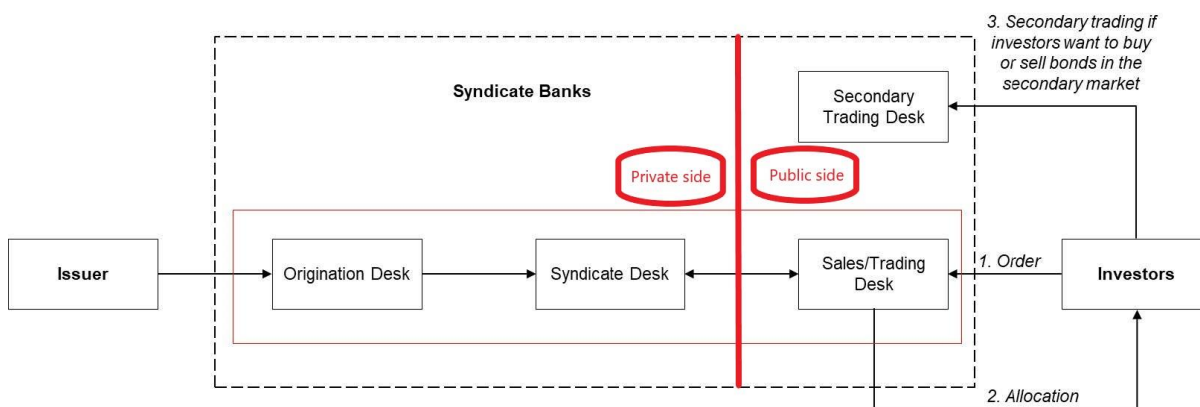 3. Secondary trading if
investors want to buy
or sell bonds in the
secondary market
Syndicate Banks
Secondary
Trading Desk
Private side
Public side
Issuer
Origination Desk
Syndicate Desk
Sales/Trading
Desk
1. Order
Investors
2. Allocation